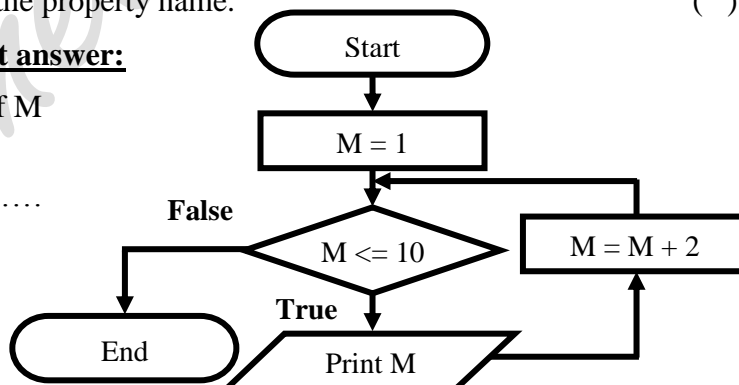 the property name. ( )
t answer:
Start
f M
M = 1
.....
False
M <= 10
M = M + 2
True
End
Print M